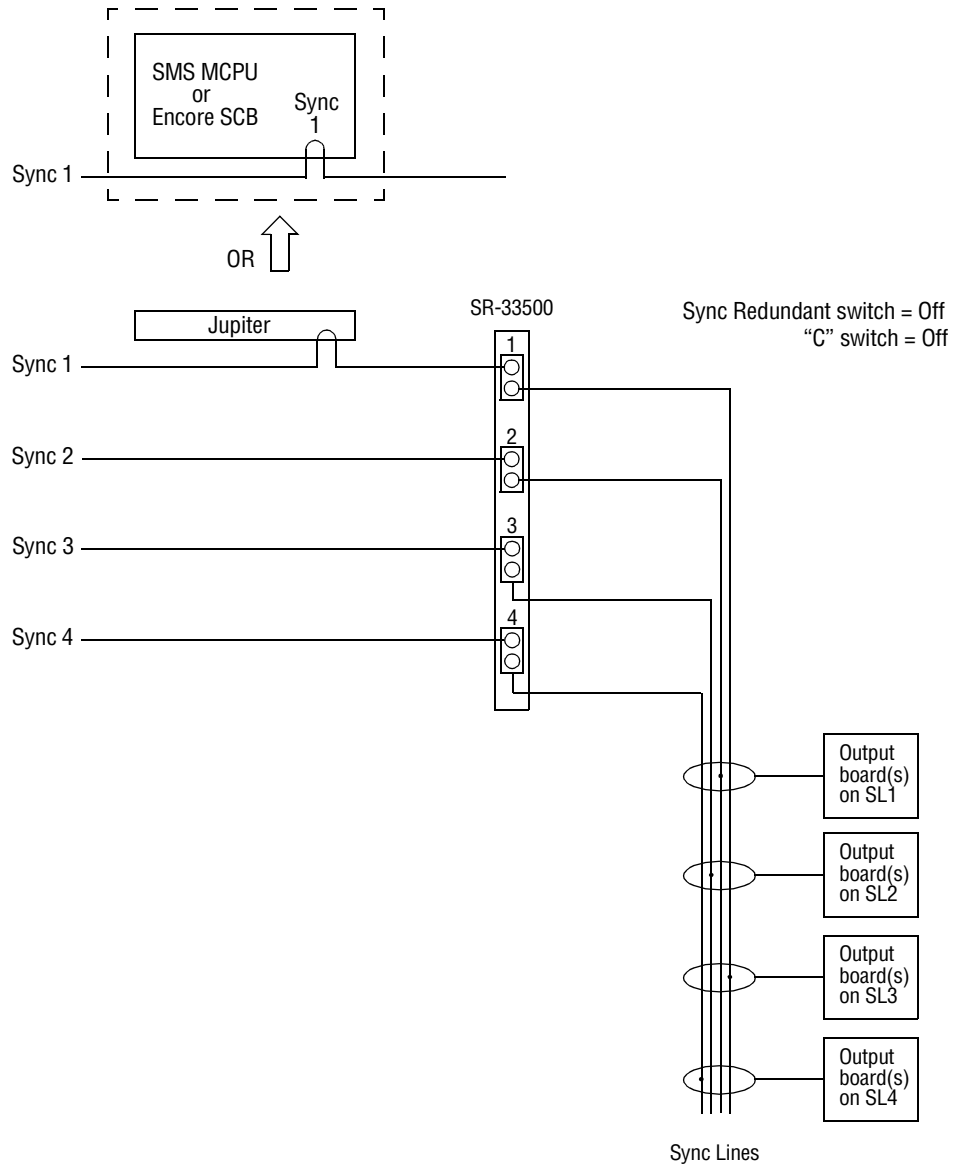 SMS MCPU
or
Encore SCB
Sync
1
Sync 1
OR
SR-33500
Sync Redundant switch = Off
“C” switch = Off
Jupiter
1
Sync 1
2
Sync 2
3
Sync 3
4
Sync 4
Output
board(s)
on SL1
Output
board(s)
on SL2
Output
board(s)
on SL3
Output
board(s)
on SL4
Sync Lines